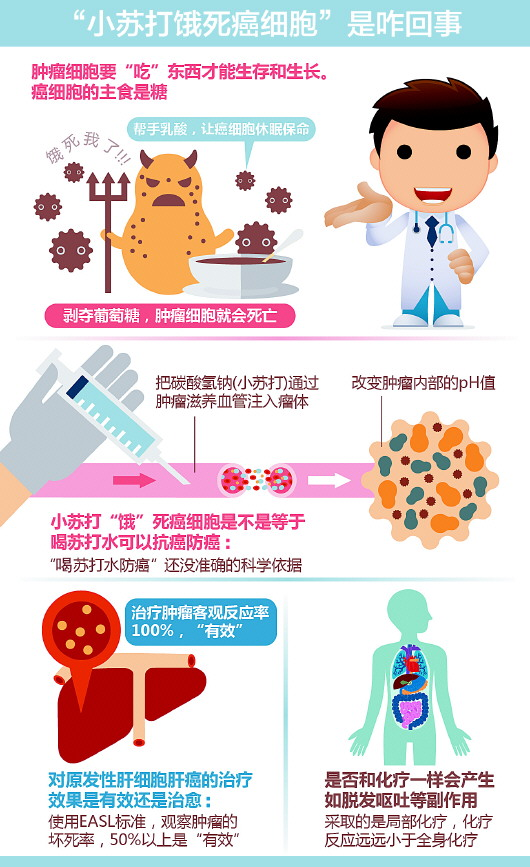 “小苏打饿死癌细胞”是咋回事
肿瘤细胞要“吃”东西才能生存和生长。
癌细胞的主食是糖
帮手乳酸，让癌细胞休眠保命
饿死我了!!!
剥夺葡萄糖，肿瘤细胞就会死亡
把碳酸氢钠(小苏打)通过
肿瘤滋养血管注入瘤体
改变肿瘤内部的pH值
小苏打“饿”死癌细胞是不是等于
喝苏打水可以抗癌防癌：
“喝苏打水防癌”还没准确的科学依据
治疗肿瘤客观反应率
100%，“有效”
对原发性肝细胞肝癌的治疗
效果是有效还是治愈：
使用EASL标准，观察肿瘤的
坏死率，50%以上是“有效”
是否和化疗一样会产生
如脱发呕吐等副作用
采取的是局部化疗，化疗
反应远远小于全身化疗